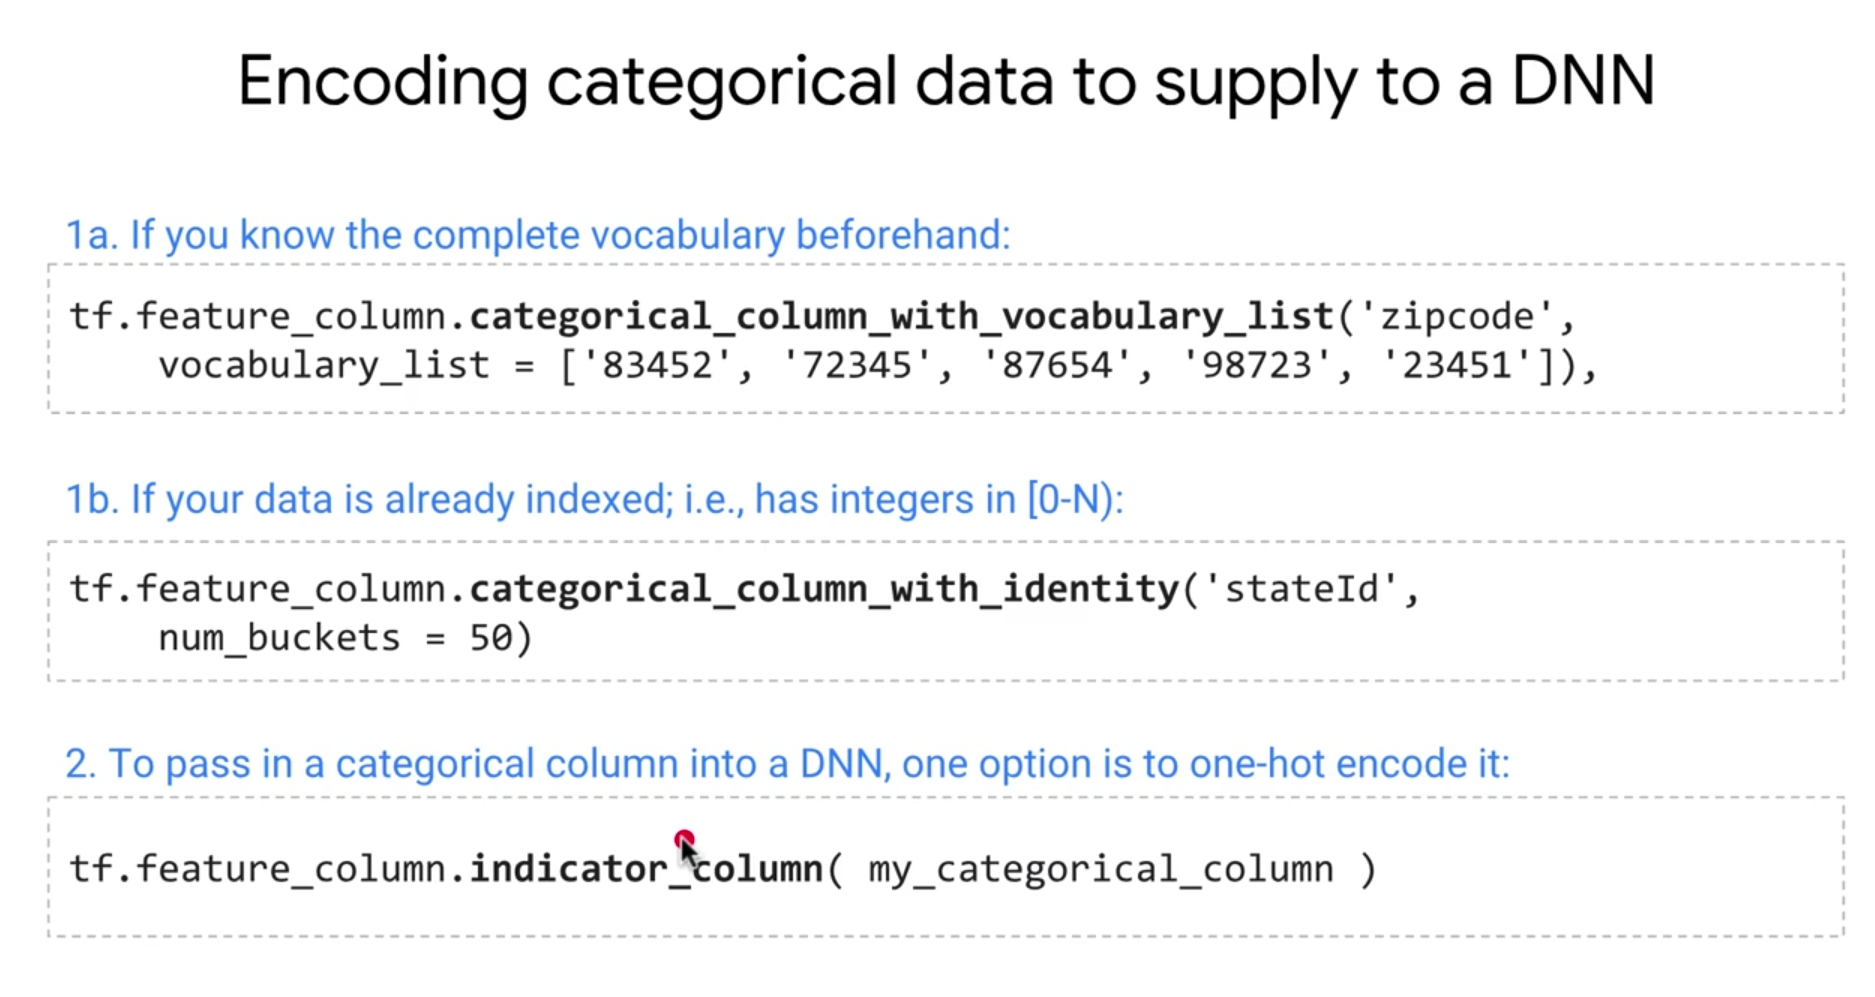 Encoding categorical data to supply to a DNN
1a. If you know the complete vocabulary beforehand:
tf.feature_column.categorical_column_with_vocabulary_list('zipcode',
vocabulary_list = ['83452', '72345', '87654', '98723', '23451']),
1b. If your data is already indexed; i.e., has integers in [0-N):
tf.feature_column.categorical_column_with_identity('stateId',
num_buckets = 50)
2. To pass in a categorical column into a DNN, one option is to one-hot encode it:
tf.feature_column.indicator_column( my_categorical_column )